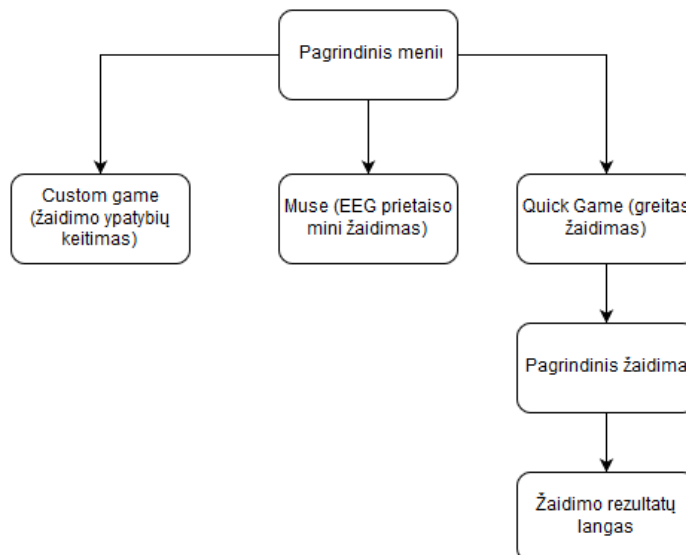 Pagrindinis meniu
Custom game
(žaidimo ypatybių
keitimas)
Muse (EEG prietaiso
mini žaidimas)
Quick Game (greitas
žaidimas)
Pagrindinis žaidima
Žaidimo rezultatų
langas